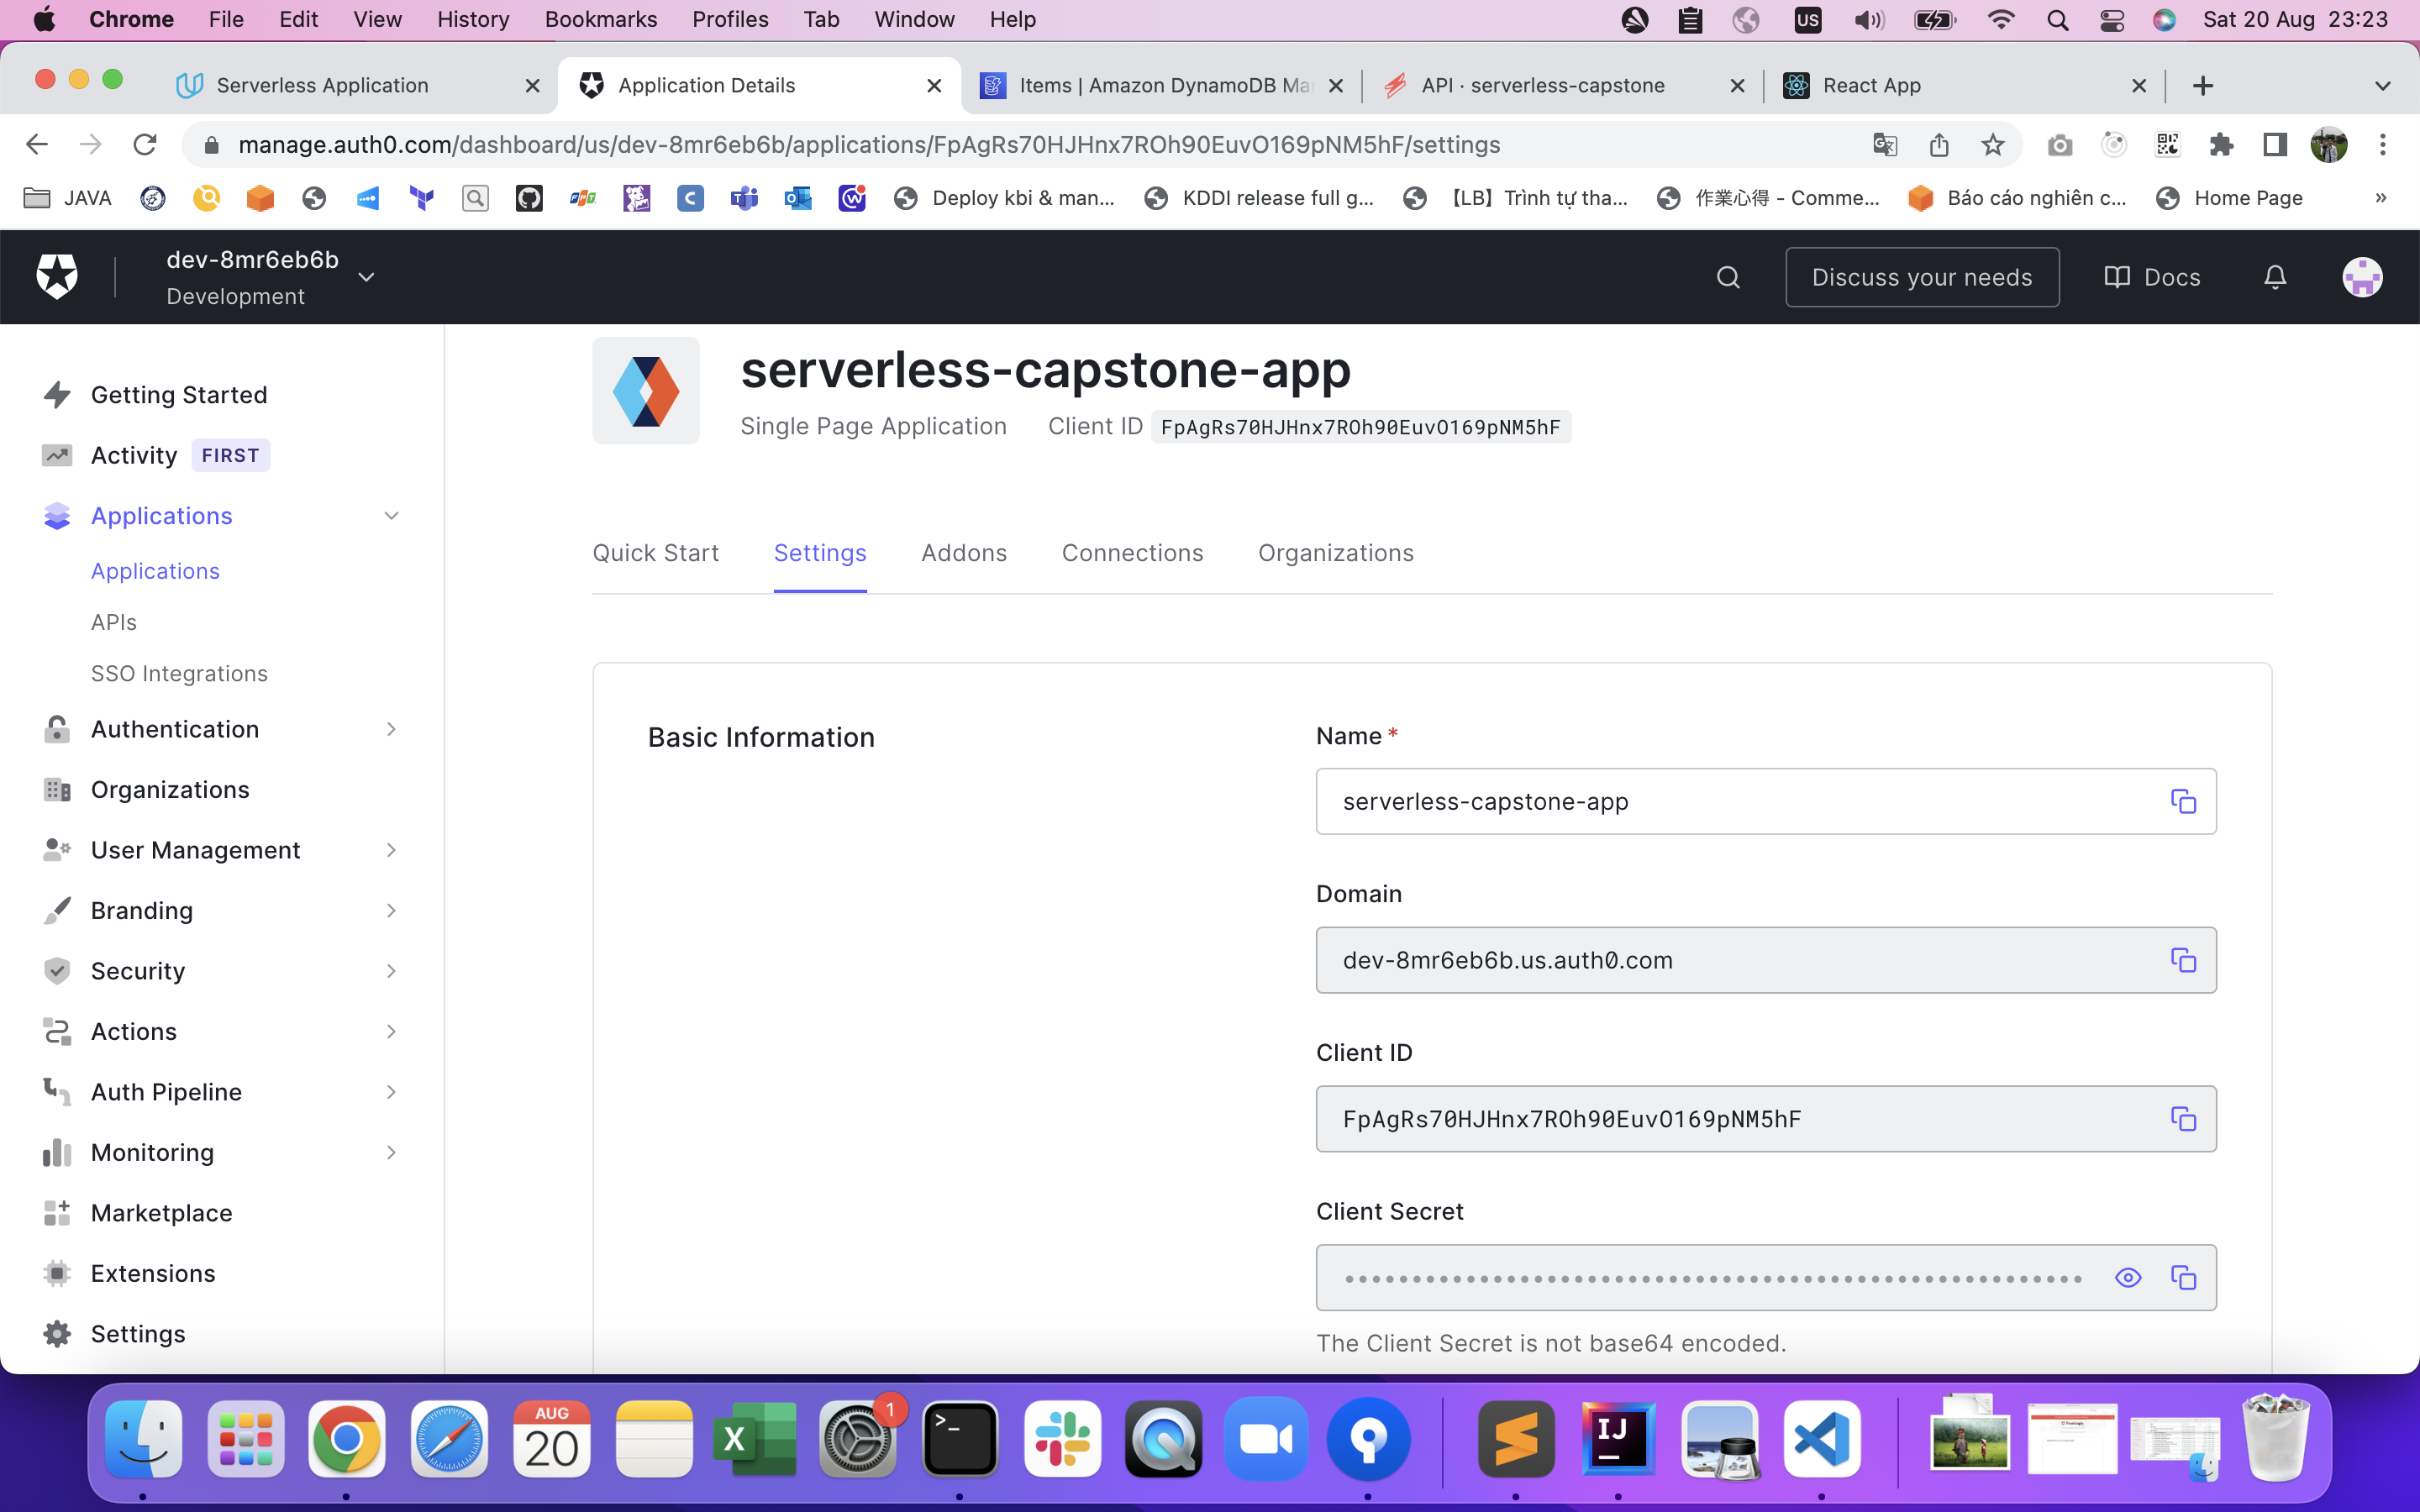 Chrome File Edit View History Bookmarks Profiles Tab Window Help US Sat 20 Aug 23:23
Serverless Application Application Details Items | Amazon DynamoDB Ma API · serverless-capstone React App
manage.auth0.com/dashboard/us/dev-8mr6eb6b/applications/FpAgRs70HJHnx7ROh90EuvO169pNM5hF/settings
JAVA Deploy kbi & man... KDDI release full g... 【LB】Trình tự tha... 作業心得 - Comme... Báo cáo nghiên c... Home Page »
dev-8mr6eb6b
Development
Discuss your needs
Docs
serverless-capstone-app
Single Page Application Client ID FpAgRs70HJHnx7ROh90EuvO169pNM5hF
Getting Started
Activity FIRST
Applications
Applications
APIs
SSO Integrations
Authentication
Organizations
User Management
Branding
Security
Actions
Auth Pipeline
Monitoring
Marketplace
Extensions
Settings
Quick Start Settings Addons Connections Organizations
Basic Information
Name *
serverless-capstone-app
Domain
dev-8mr6eb6b.us.auth0.com
Client ID
FpAgRs70HJHnx7ROh90EuvO169pNM5hF
Client Secret
The Client Secret is not base64 encoded.
AUG
20
X
1
>_
IJ